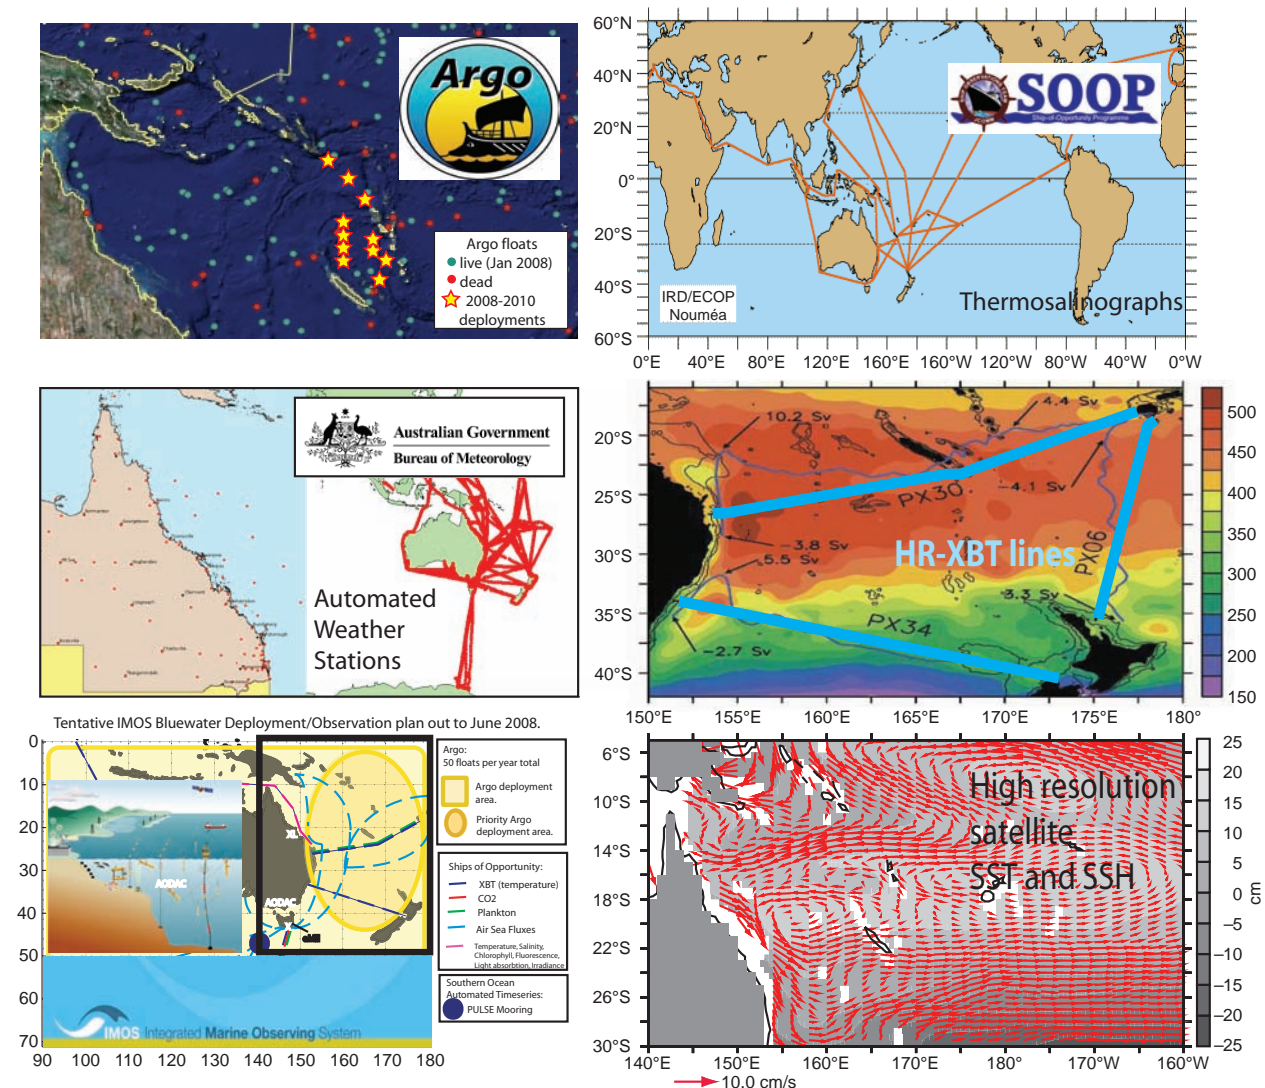 Argo
Argo floats
live (Jan 2008)
dead
2008-2010
deployments
60°N
40°N
20°N
0°
20°S
40°S
60°S
SOOP
Ship-of-Opportunity Programme
IRD/ECOP
Nouméa
Thermosalinographs
0°E
40°E
80°E
120°E
160°E
160°W
120°W
80°W
40°W
0°W
Australian Government
Bureau of Meteorology
Automated
Weather
Stations
20°S
25°S
30°S
35°S
40°S
10.2 Sv
4.4 Sv
−4.1 Sv
PX30
3.8 Sv
5.5 Sv
HR-XBT lines
PX06
3.3 Sv
PX34
−2.7 Sv
150°E
155°E
160°E
165°E
170°E
175°E
180
500
450
400
350
300
250
200
150
Tentative IMOS Bluewater Deployment/Observation plan out to June 2008.
0
10
20
30
40
50
60
70
90
100
110
120
130
140
150
160
170
180
XL
AODAC
AODAC
IMOS Integrated Marine Observing System
Argo:
50 floats per year total
Argo deployment
area.
Priority Argo
deployment area.
Ships of Opportunity:
XBT (temperature)
CO2
Plankton
Air Sea Fluxes
Temperature, Salinity,
Chlorophyll, Fluorescence,
Light absorbtion, Irradiance
Southern Ocean
Automated Timeseries:
PULSE Mooring
6°S
10°S
14°S
18°S
22°S
26°S
30°S
High resolution
satellite
SST and SSH
140°E
150°E
160°E
170°E
180°
170°W
160°W
10.0 cm/s
25
20
15
10
5
0
−5
−10
−15
−20
−25
cm